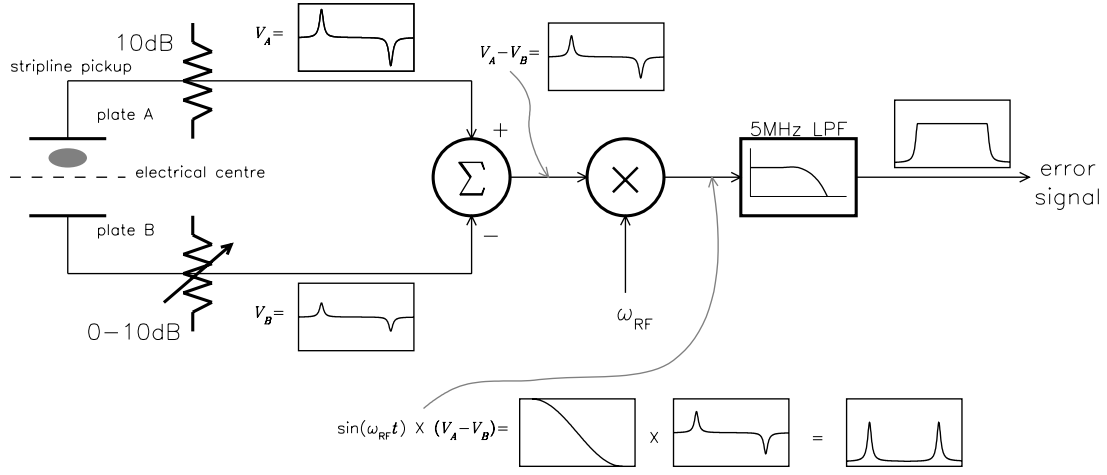 10dB
V_A=
V_A−V_B=
stripline pickup
plate A
+
5MHz LPF
electrical centre
Σ
×
error
signal
plate B
−
V_B=
0−10dB
ω_RF
sin(ω_RF t) X (V_A−V_B)=
X
=